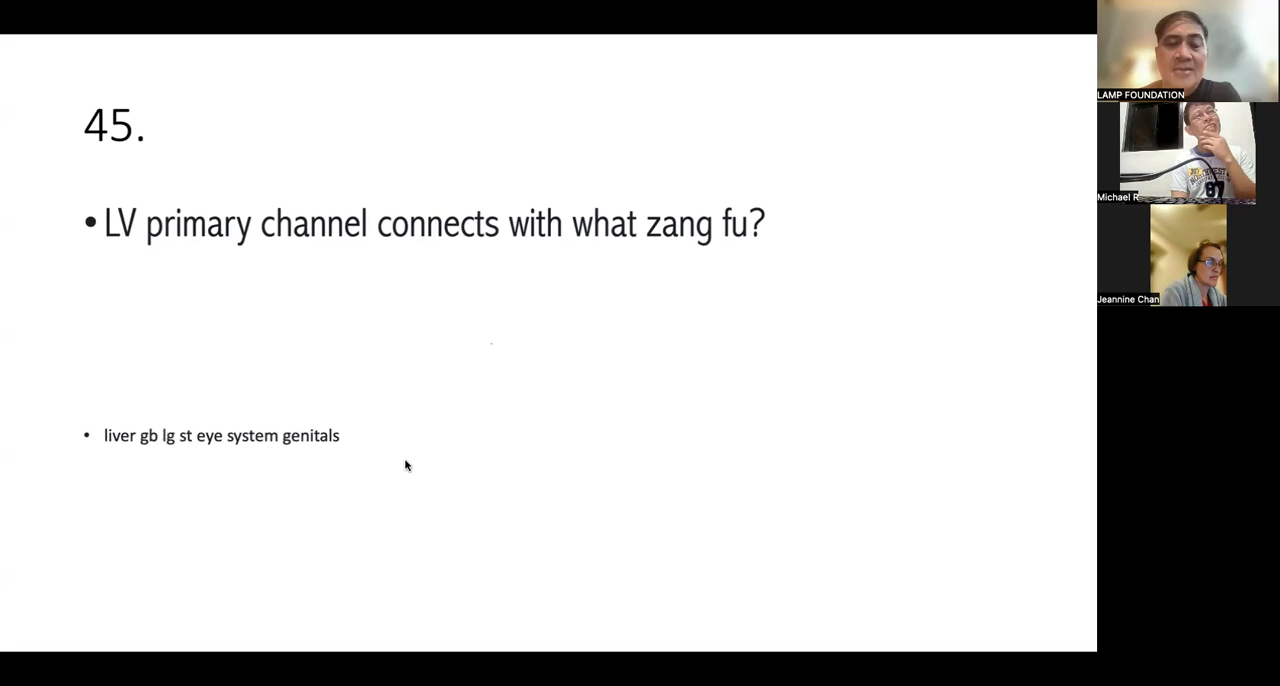 45.
• LV primary channel connects with what zang fu?
• liver gb lg st eye system genitals
LAMP FOUNDATION
Michael R
Jeannine Chan